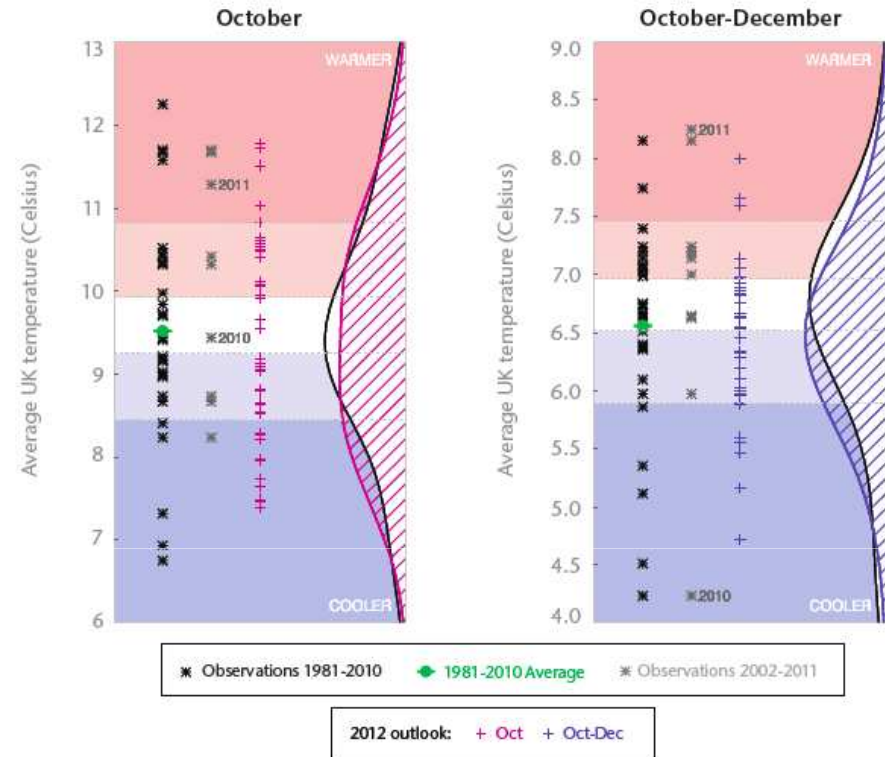 October
Average UK temperature (Celsius)
13
12
11
10
9
8
7
6
WARMER
2011
2010
COOLER
October-December
Average UK temperature (Celsius)
9.0
8.5
8.0
7.5
7.0
6.5
6.0
5.5
5.0
4.5
4.0
WARMER
2011
2010
COOLER
Observations 1981-2010 1981-2010 Average Observations 2002-2011
2012 outlook: Oct Oct-Dec